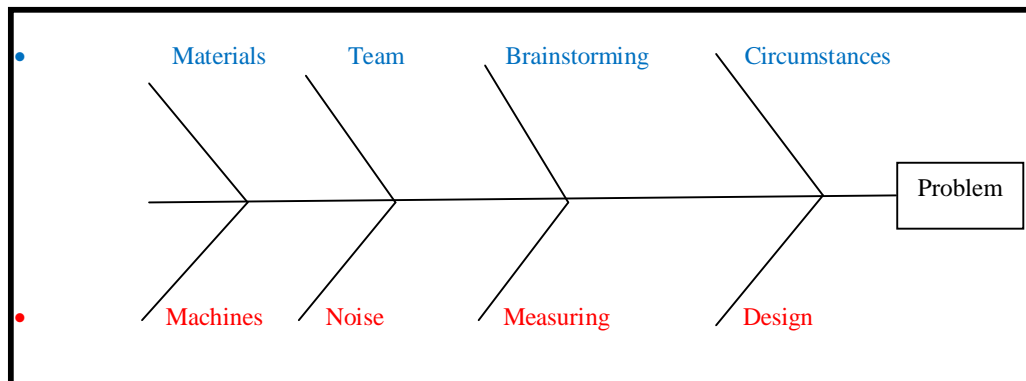 • Materials Team Brainstorming Circumstances
Problem
• Machines Noise Measuring Design